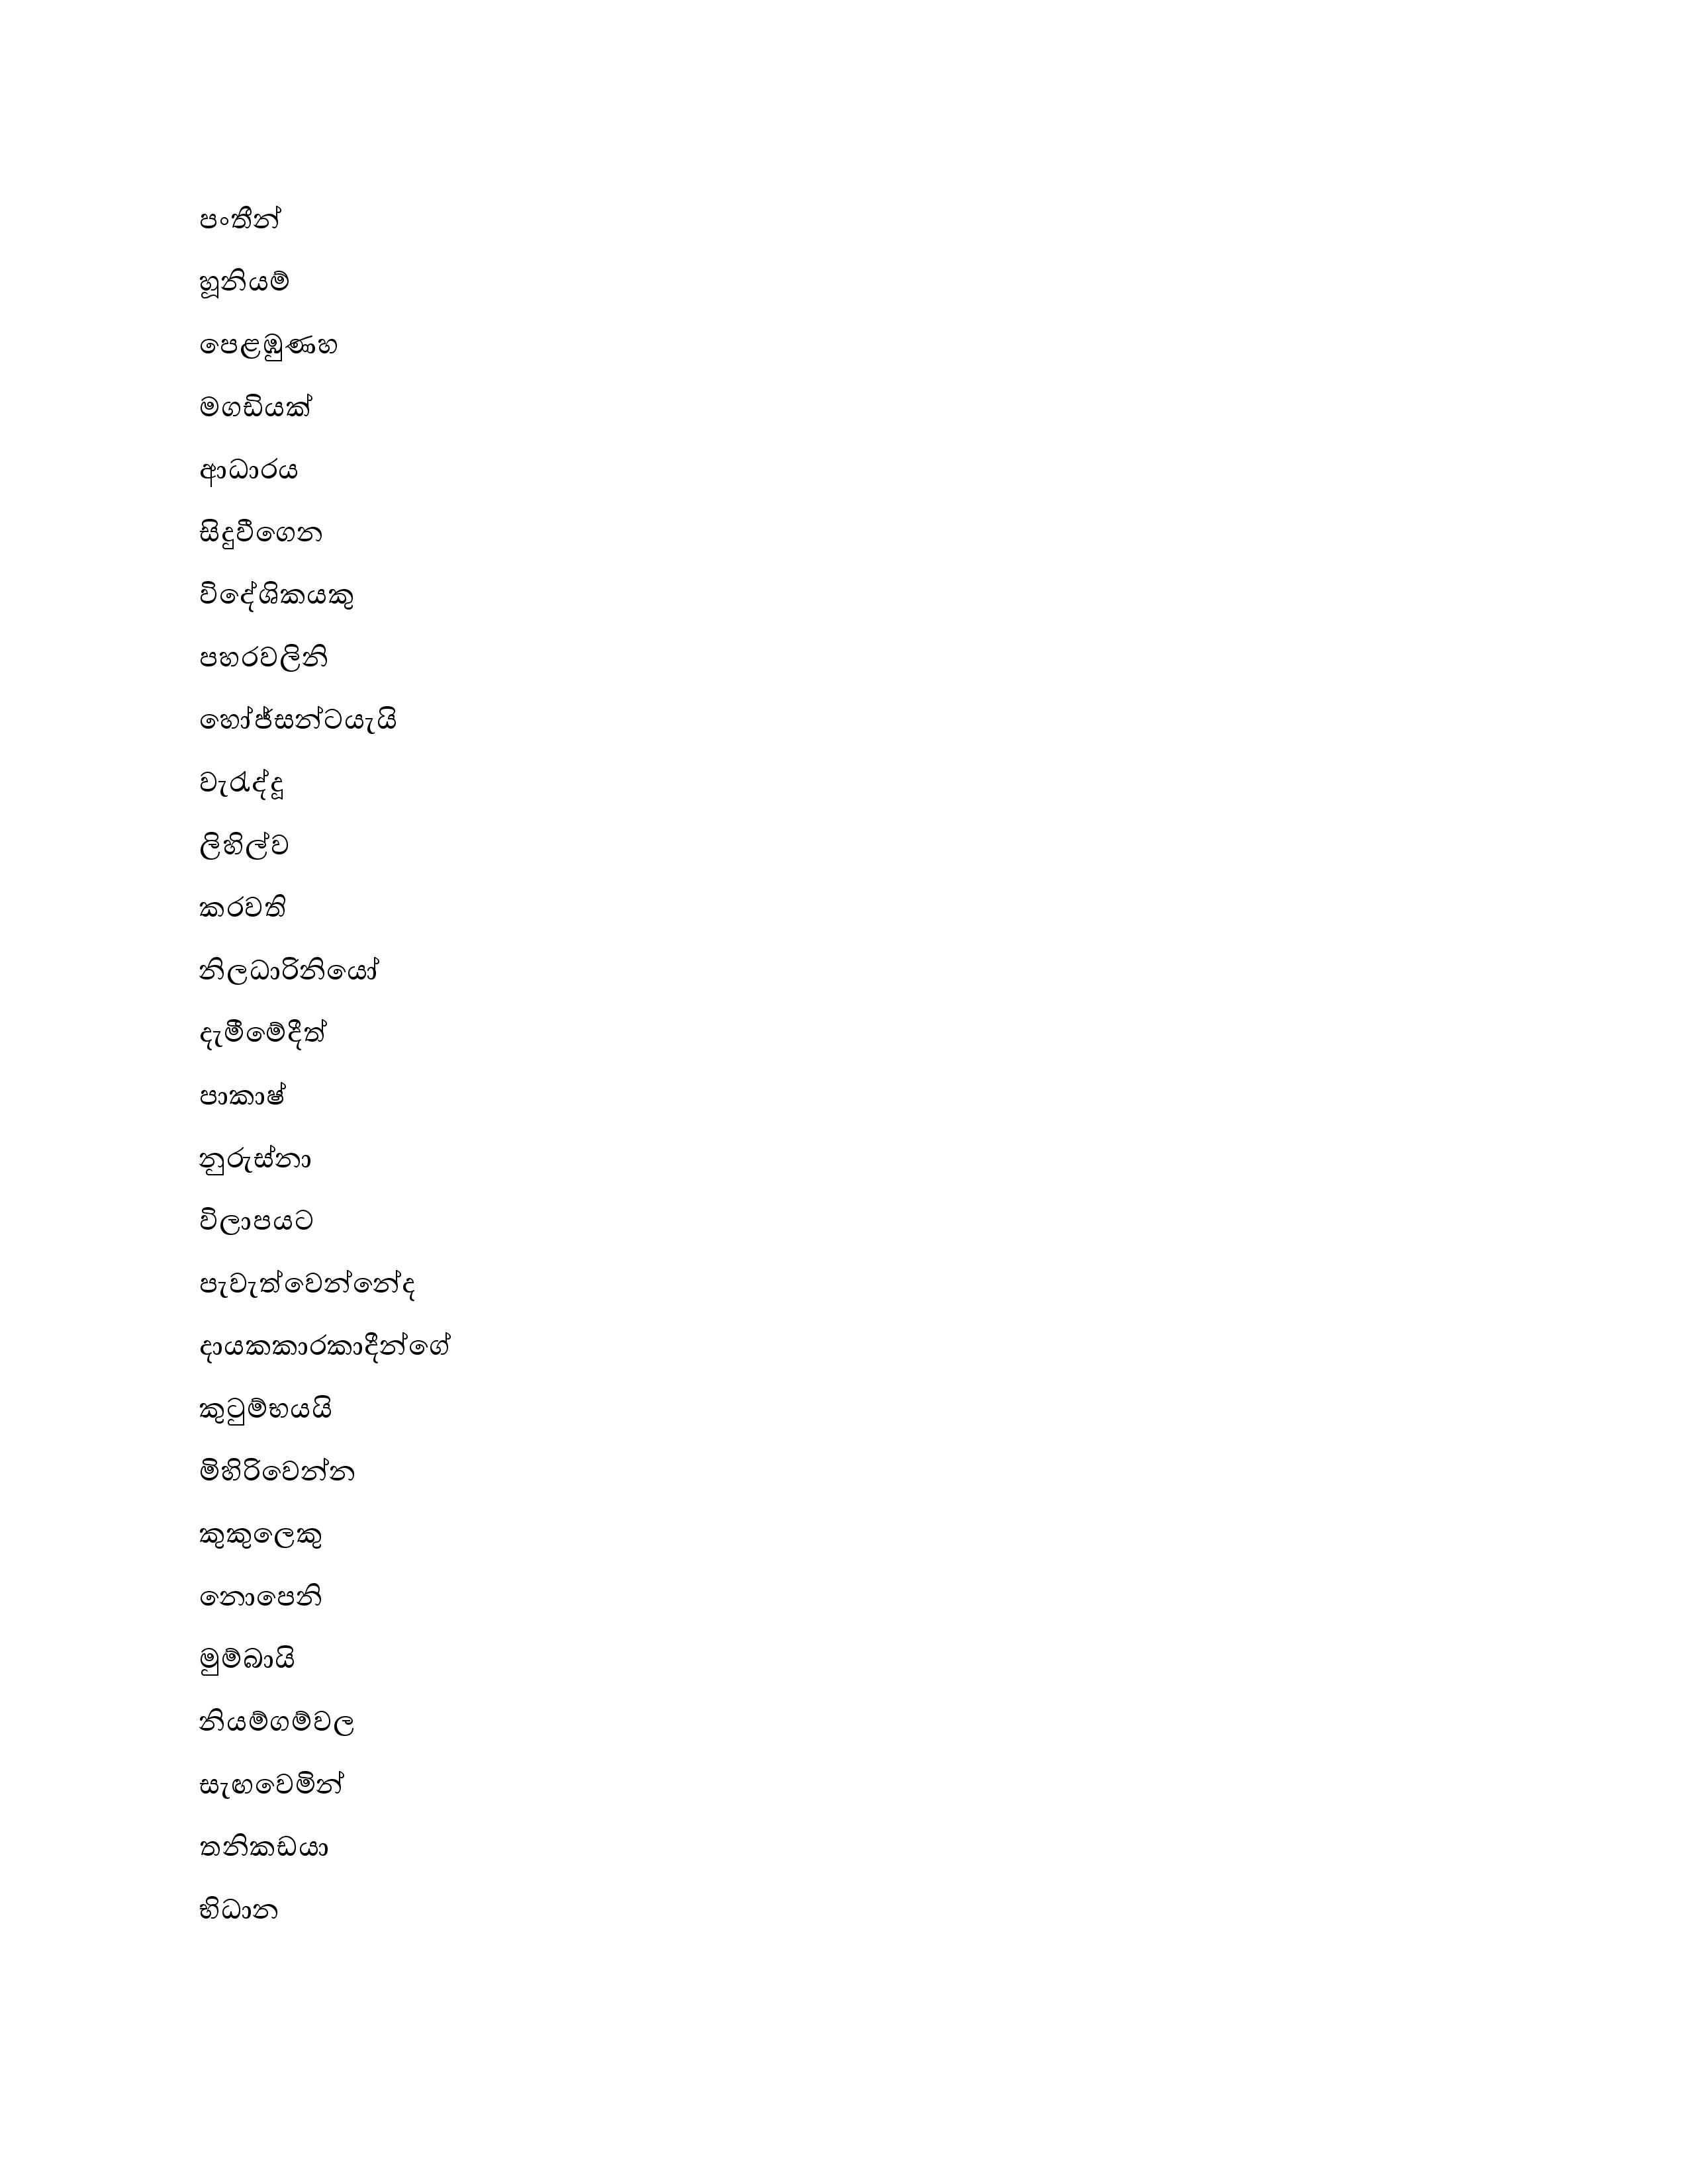 පංතීන්
හූනියම්
පෙළඹුණහ
මගඩියක්
ආධාරය
සිදුවීගෙන
විදේශිකයකු
පහරවලිනි
හෝජ්සන්ටයැයි
වැරැද්දූ
ලිහිල්ව
කරවති
නිලධාරිනියෝ
දැමීමේදීත්
පාකාෂ්
නුරුස්නා
විලාපයට
පැවැත්වෙන්නේද
දායකකාරකාදීන්ගේ
කුටුම්භයයි
මිහිරිවෙන්න
කුකුලෙකු
නොපෙනි
මුම්බායි
නියම්ගම්වල
සැඟවෙමින්
තනිකඩයා
භිධාන